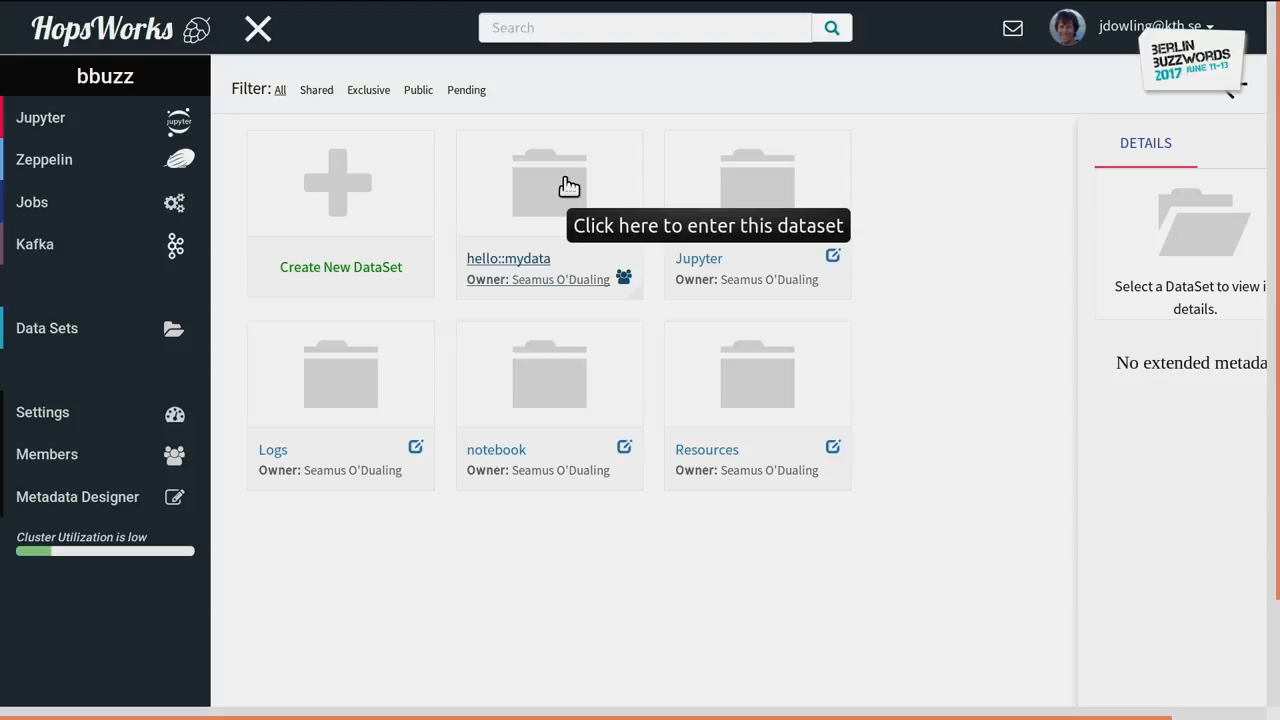 HopsWorks
Search
jdowling@kth.se
BERLIN
BUZZWORDS
2017 JUNE 11-13
bbuzz
Jupyter
jupyter
Zeppelin
Jobs
Kafka
Data Sets
Settings
Members
Metadata Designer
Cluster Utilization is low
Filter: All Shared Exclusive Public Pending
Create New DataSet
Click here to enter this dataset
hello::mydata
Owner: Seamus O'Dualing
Jupyter
Owner: Seamus O'Dualing
Logs
Owner: Seamus O'Dualing
notebook
Owner: Seamus O'Dualing
Resources
Owner: Seamus O'Dualing
DETAILS
Select a DataSet to view i
details.
No extended metada